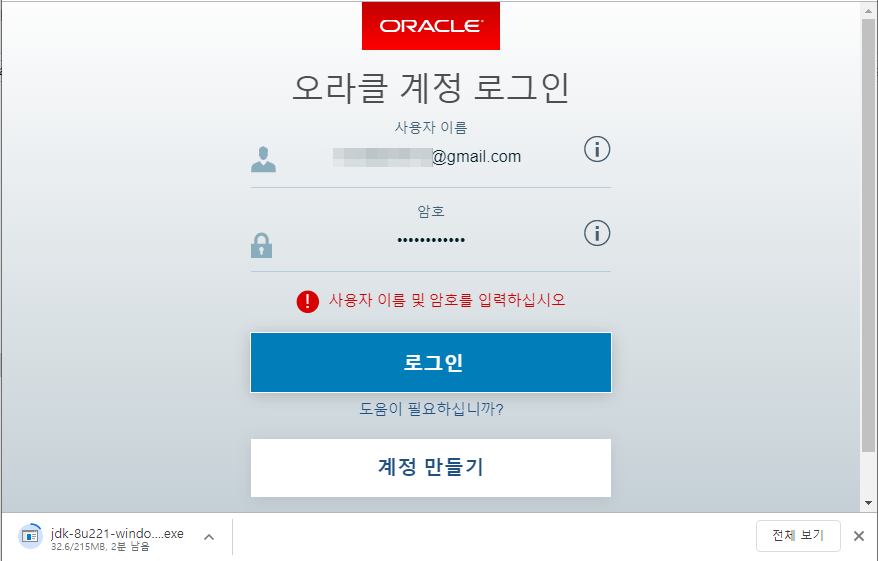 ORACLE
오라클 계정 로그인
사용자 이름
@gmail.com
암호
사용자 이름 및 암호를 입력하십시오
로그인
도움이 필요하십니까?
계정 만들기
jdk-8u221-windo....exe
32.6/215MB, 2분 남음
전체 보기